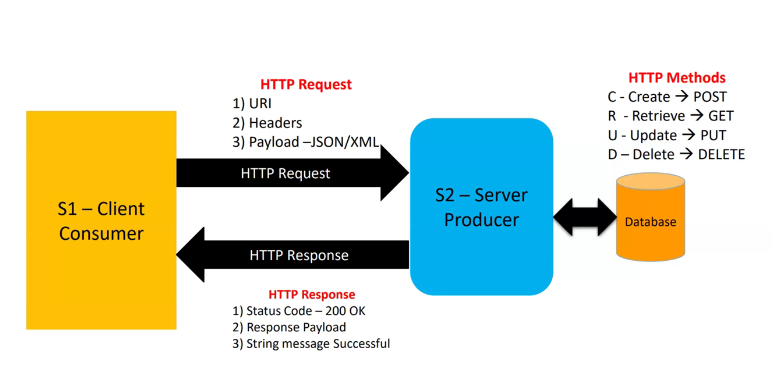 HTTP Methods
C - Create → POST
R - Retrieve → GET
U - Update → PUT
D – Delete → DELETE
HTTP Request
1) URI
2) Headers
3) Payload –JSON/XML
HTTP Request
S1 – Client
Consumer
S2 – Server
Producer
Database
HTTP Response
HTTP Response
1) Status Code – 200 OK
2) Response Payload
3) String message Successful